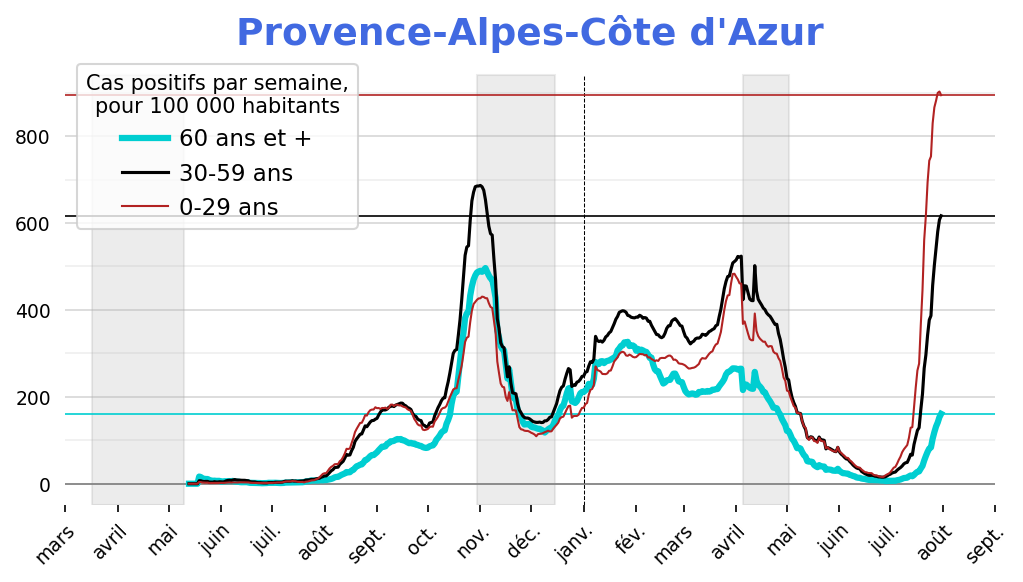 Provence-Alpes-Côte d'Azur
Cas positifs par semaine,
pour 100 000 habitants
60 ans et +
30-59 ans
0-29 ans
800
600
400
200
0
mars avril mai juin juil. août sept. oct. nov. déc. janv. fév. mars avril mai juin juil. août sept.